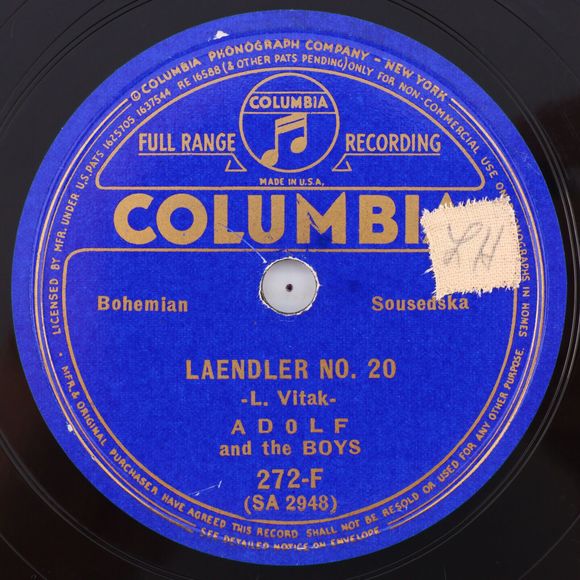 ©COLUMBIA PHONOGRAPH COMPANY - NEW YORK
LICENSED BY MFR. UNDER U.S. PATS 1625705 1637544 RE 16588 (& OTHER PATS PENDING) ONLY FOR NON-COMMERCIAL USE ON PHONOGRAPHS IN HOMES
COLUMBIA
FULL RANGE RECORDING
MADE IN U.S.A.
COLUMBIA
LH
Bohemian Sousedska
LAENDLER NO. 20
-L. Vitak-
ADOLF
and the BOYS
272-F
(SA 2948)
MFR. & ORIGINAL PURCHASER HAVE AGREED THIS RECORD SHALL NOT BE RESOLD OR USED FOR ANY OTHER PURPOSE.
SEE DETAILED NOTICE ON ENVELOPE